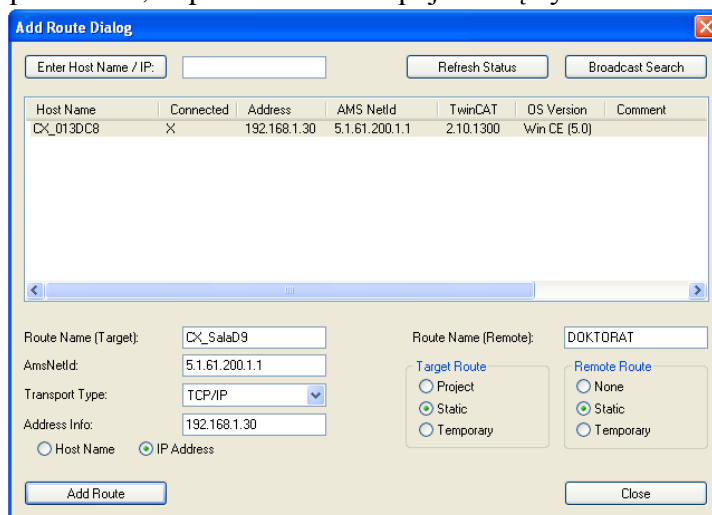 Add Route Dialog
Enter Host Name / IP: Refresh Status Broadcast Search
Host Name Connected Address AMS NetId TwinCAT OS Version Comment
CX_013DC8 X 192.168.1.30 5.1.61.200.1.1 2.10.1300 Win CE (5.0)
Route Name (Target): CX_SalaD9 Route Name (Remote): DOKTORAT
AmsNetId: 5.1.61.200.1.1 Target Route Remote Route
Transport Type: TCP/IP Project None
Address Info: 192.168.1.30 Static Static
Host Name IP Address Temporary Temporary
Add Route Close